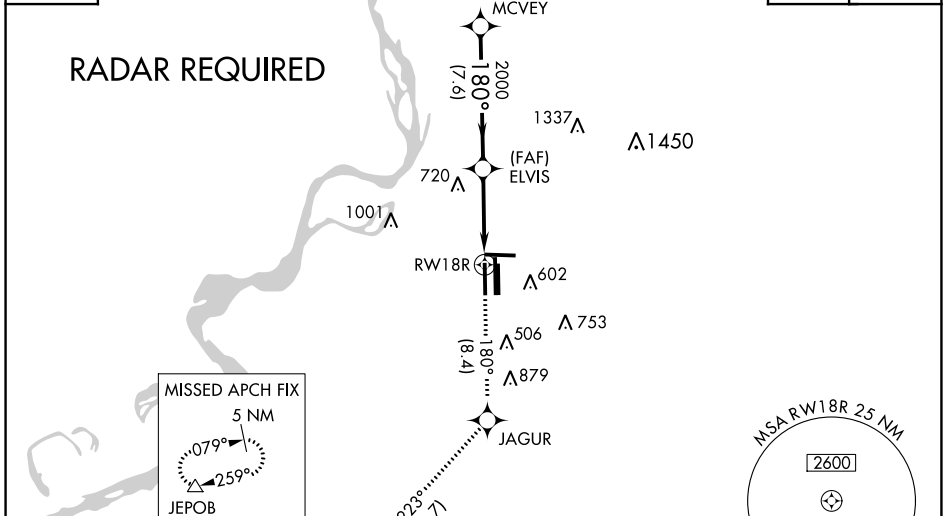 MCVEY
RADAR REQUIRED
2000
180°
(7.6)
1337
1450
(FAF)
ELVIS
720
1001
RW18R
602
753
506
180°
(8.4)
879
MISSED APCH FIX
5 NM
079°
259°
JEPOB
JAGUR
MSA RW18R 25 NM
2600